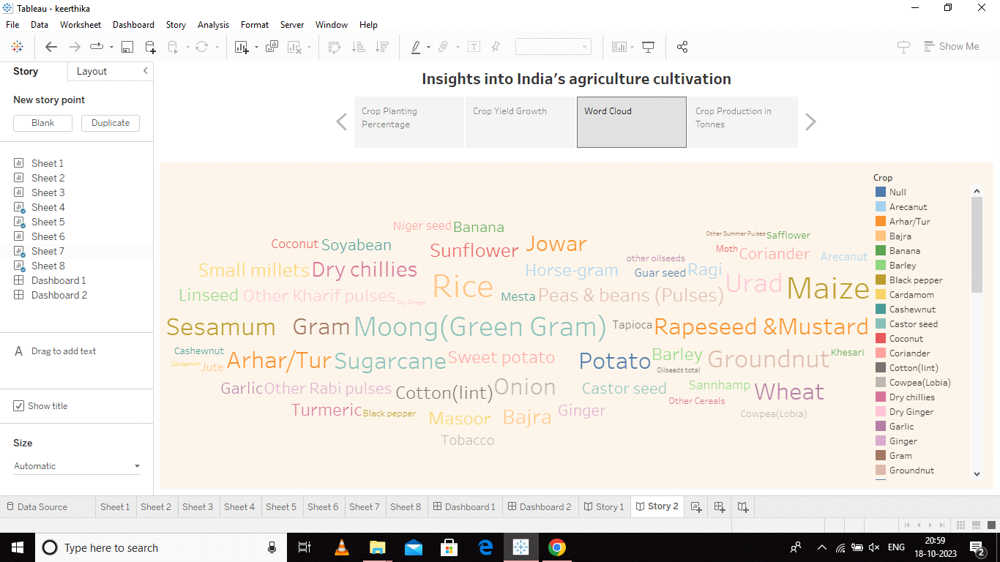 Tableau - keerthika
File Data Worksheet Dashboard Story Analysis Format Server Window Help
Show Me
Story Layout
New story point
Blank Duplicate
Sheet 1
Sheet 2
Sheet 3
Sheet 4
Sheet 5
Sheet 6
Sheet 7
Sheet 8
Dashboard 1
Dashboard 2
A Drag to add text
Show title
Size
Automatic
Insights into India's agriculture cultivation
Crop Planting
Percentage
Crop Yield Growth
Word Cloud
Crop Production in
Tonnes
Niger seed Banana
Other Summer Pulses Safflower
Coconut Soyabean Sunflower Jowar Moth Coriander
other oilseeds Arecanut
Small millets Dry chillies Horse-gram Guar seed Ragi
Linseed Other Kharif pulses Dry Ginger Rice Mesta Peas & beans (Pulses) Urad Maize
Sesamum Gram Moong(Green Gram) Tapioca Rapeseed &Mustard
Cashewnut Khesari
Cardamom Jute Arhar/Tur Sugarcane Sweet potato Potato Barley Groundnut
Oilseeds total
Garlic Other Rabi pulses Cotton(lint) Onion Castor seed Sannhamp Wheat
Other Cereals
Turmeric Black pepper Masoor Bajra Ginger Cowpea(Lobia)
Tobacco
Crop
Null
Arecanut
Arhar/Tur
Bajra
Banana
Barley
Black pepper
Cardamom
Cashewnut
Castor seed
Coconut
Coriander
Cotton(lint)
Cowpea(Lobia)
Dry chillies
Dry Ginger
Garlic
Ginger
Gram
Groundnut
Data Source Sheet 1 Sheet 2 Sheet 3 Sheet 4 Sheet 5 Sheet 6 Sheet 7 Sheet 8 Dashboard 1 Dashboard 2 Story 1 Story 2
Type here to search
ENG
20:59
18-10-2023
2